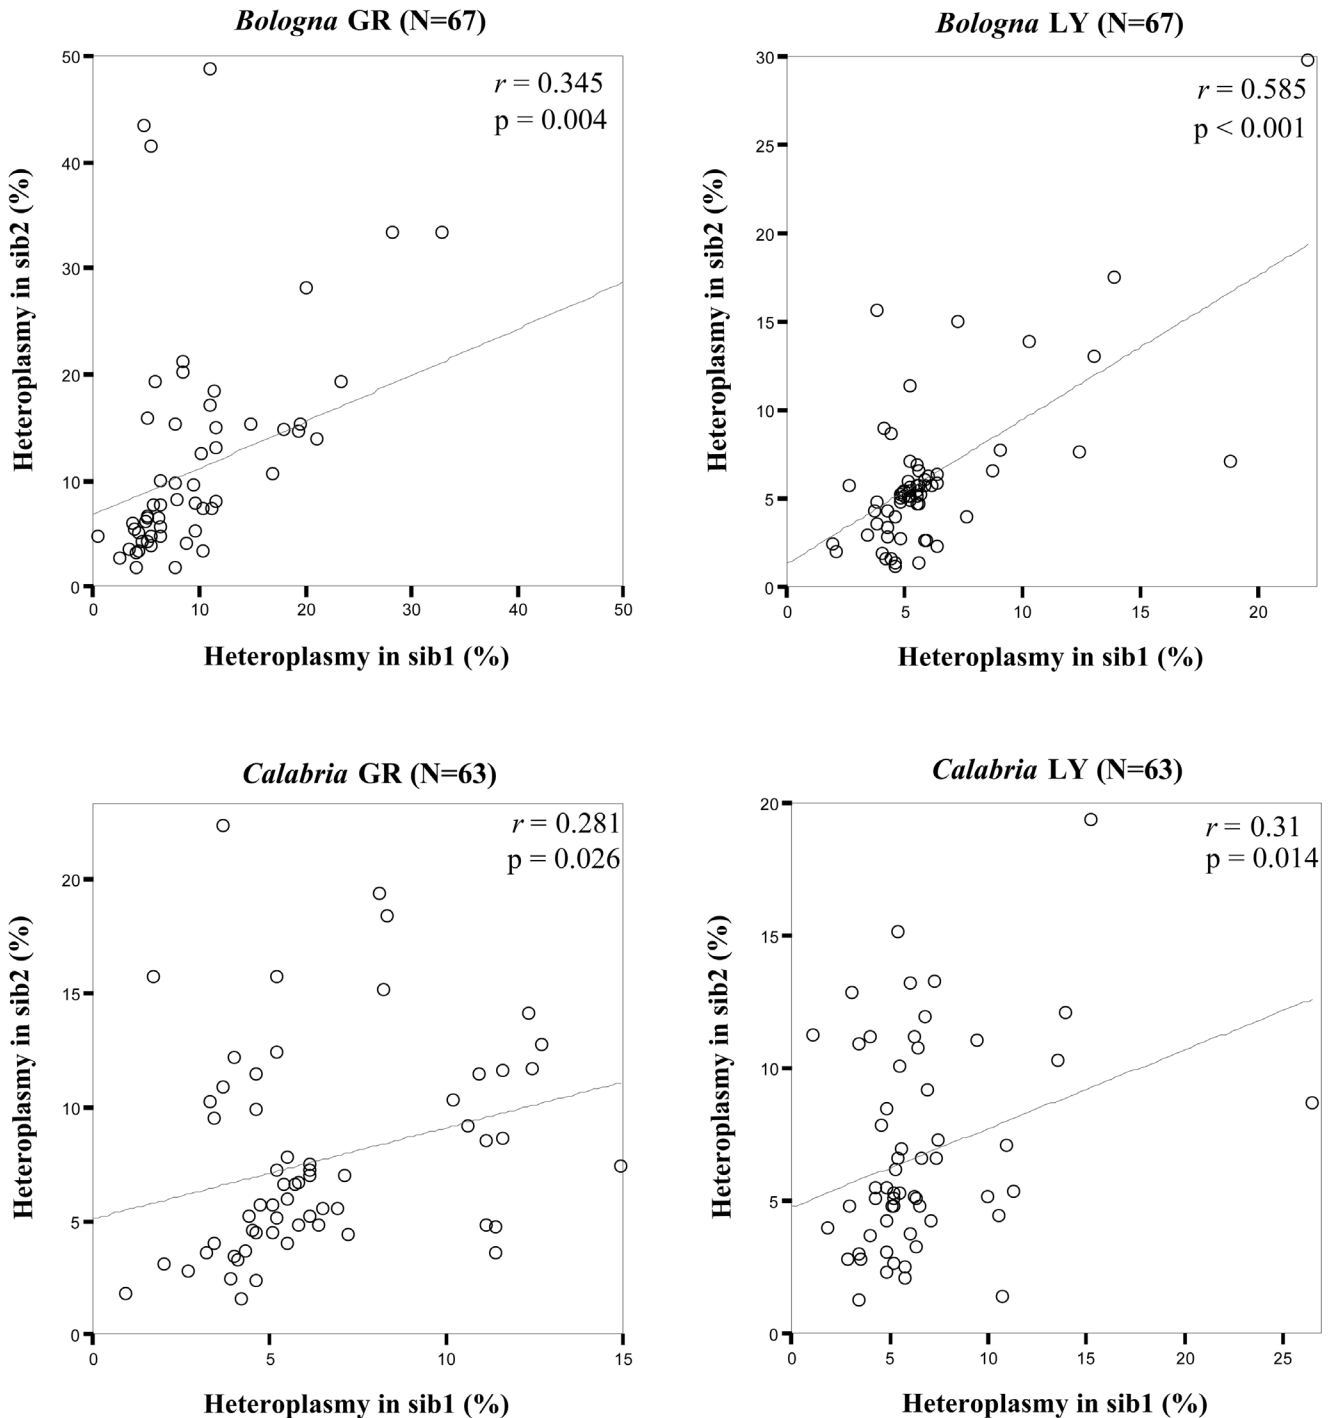 Bologna GR (N=67)
r = 0.345
p = 0.004
50
40
30
20
10
0
0 10 20 30 40 50
Heteroplasmy in sib2 (%)
Heteroplasmy in sib1 (%)
Bologna LY (N=67)
r = 0.585
p < 0.001
30
25
20
15
10
5
0
0 5 10 15 20
Heteroplasmy in sib2 (%)
Heteroplasmy in sib1 (%)
Calabria GR (N=63)
r = 0.281
p = 0.026
20
15
10
5
0
0 5 10 15
Heteroplasmy in sib2 (%)
Heteroplasmy in sib1 (%)
Calabria LY (N=63)
r = 0.31
p = 0.014
20
15
10
5
0
0 5 10 15 20 25
Heteroplasmy in sib2 (%)
Heteroplasmy in sib1 (%)